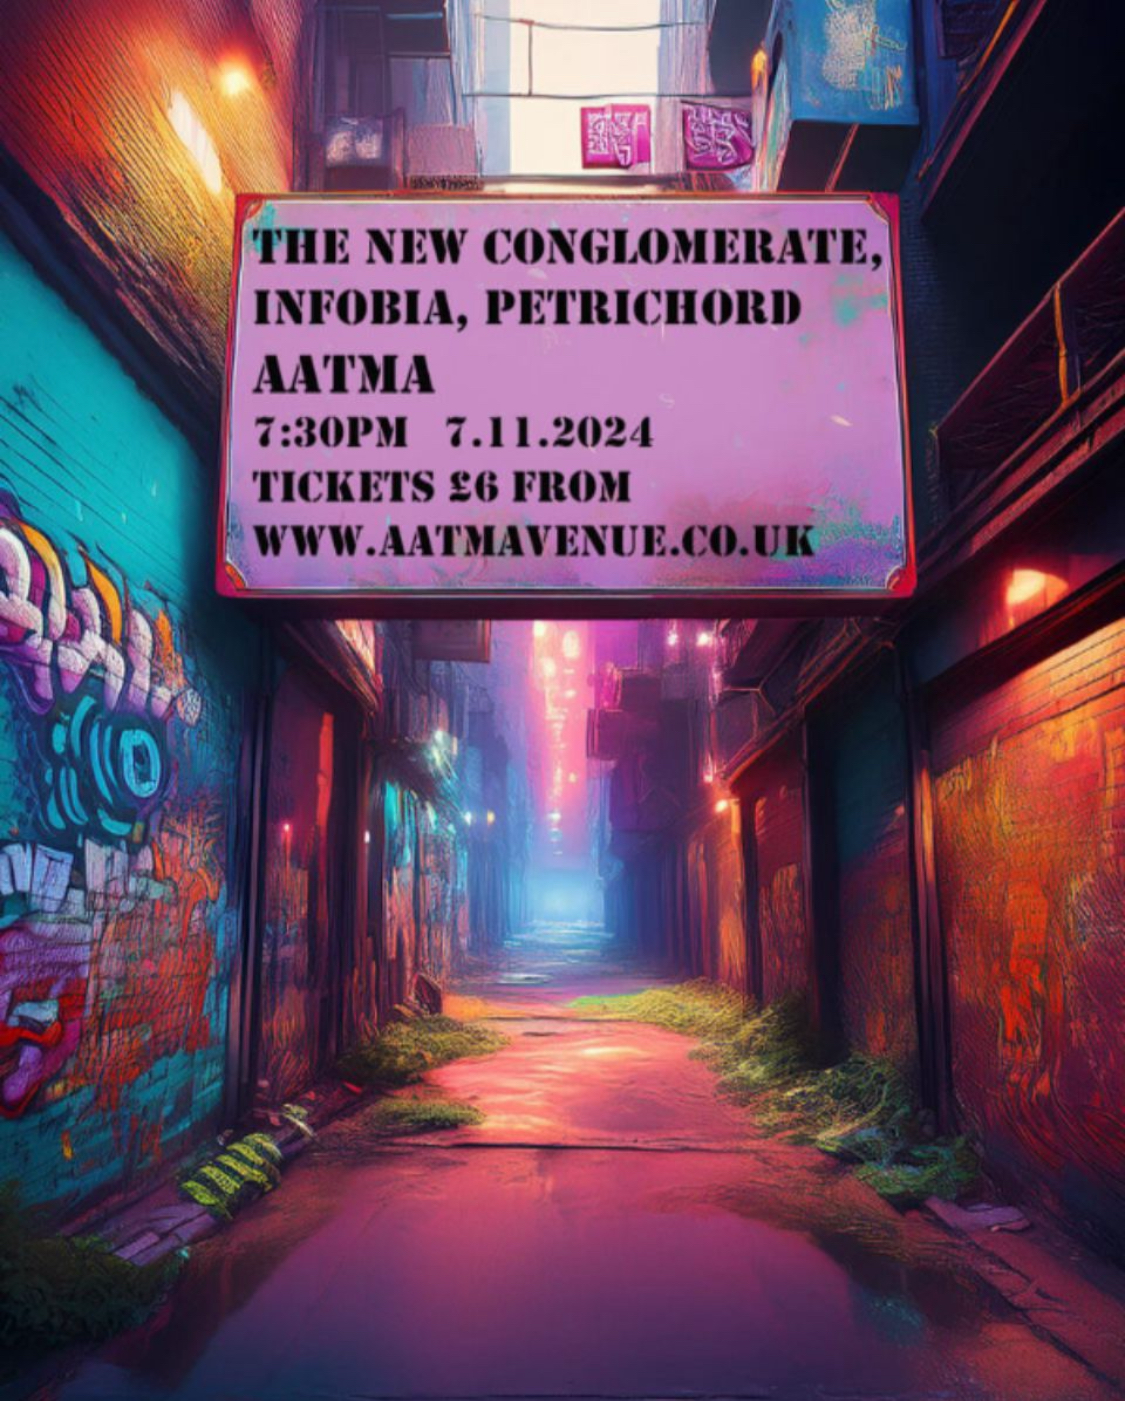 THE NEW CONGLOMERATE,
INFOBIA, PETRICHORD
AATMA
7:30PM 7.11.2024
TICKETS £6 FROM
WWW.AATMAVENUE.CO.UK